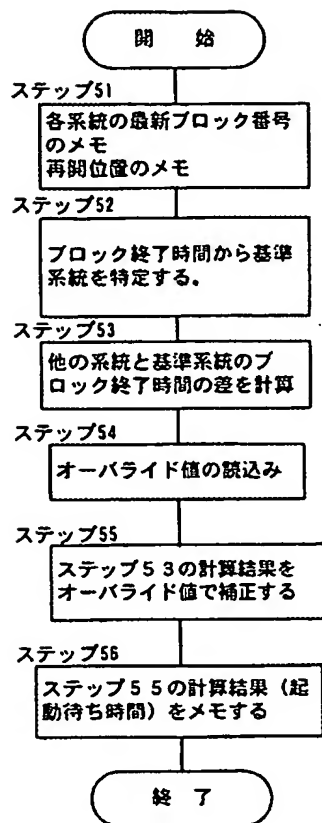 開　始
ステップ51
各系統の最新ブロック番号
のメモ
再開位置のメモ
ステップ52
ブロック終了時間から基準
系統を特定する。
ステップ53
他の系統と基準系統のブ
ロック終了時間の差を計算
ステップ54
オーバライド値の読込み
ステップ55
ステップ５３の計算結果を
オーバライド値で補正する
ステップ56
ステップ５５の計算結果（起
動待ち時間）をメモする
終　了